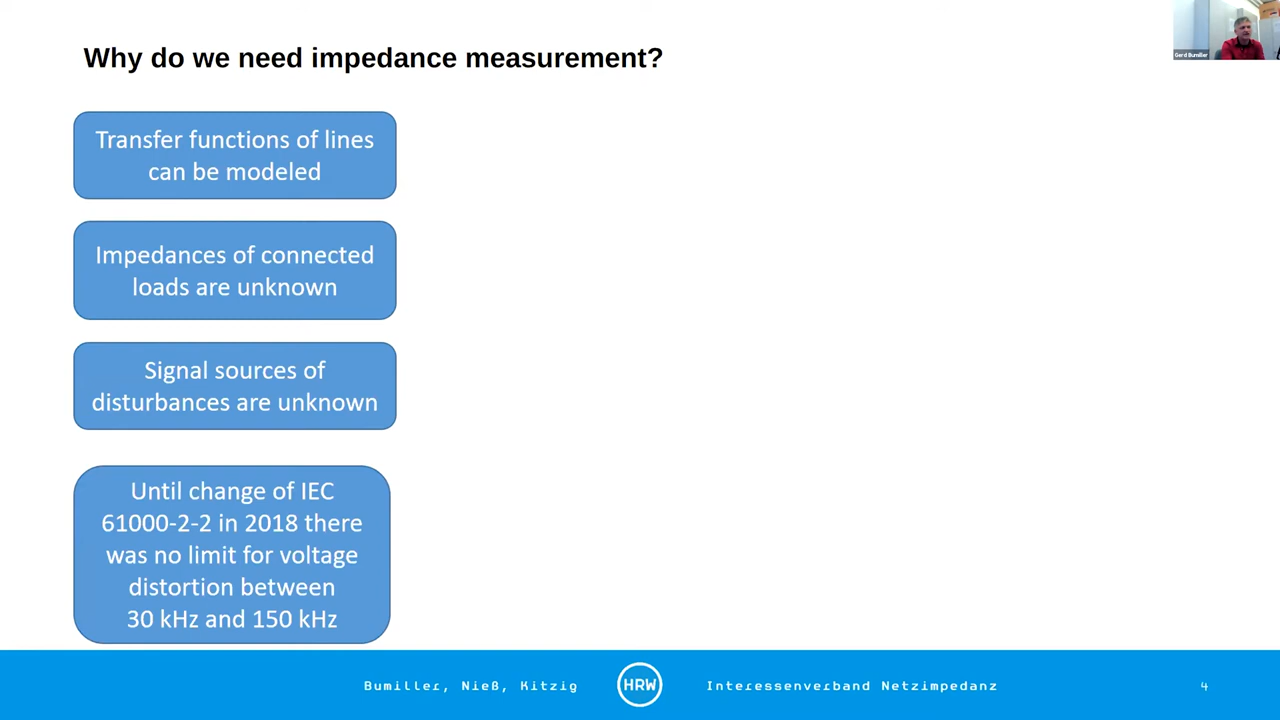 Why do we need impedance measurement?
Gerd Bumiller
Transfer functions of lines
can be modeled
Impedances of connected
loads are unknown
Signal sources of
disturbances are unknown
Until change of IEC
61000-2-2 in 2018 there
was no limit for voltage
distortion between
30 kHz and 150 kHz
Bumiller, Nieß, Kitzig
HRW
Interessenverband Netzimpedanz
4